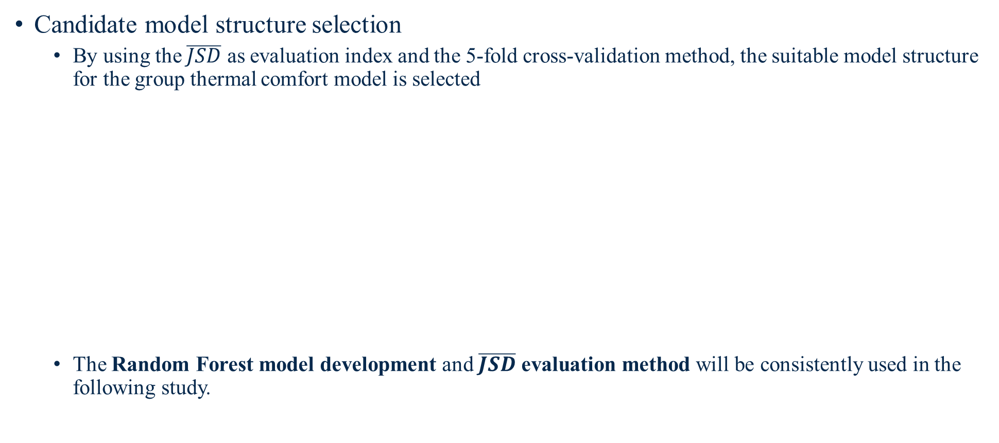 • Candidate model structure selection
• By using the $\overline{JSD}$ as evaluation index and the 5-fold cross-validation method, the suitable model structure
for the group thermal comfort model is selected
• The Random Forest model development and $\overline{JSD}$ evaluation method will be consistently used in the
following study.